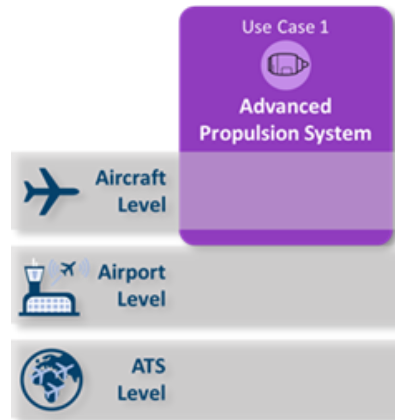 Use Case 1
Advanced
Propulsion System
Aircraft
Level
Airport
Level
ATS
Level